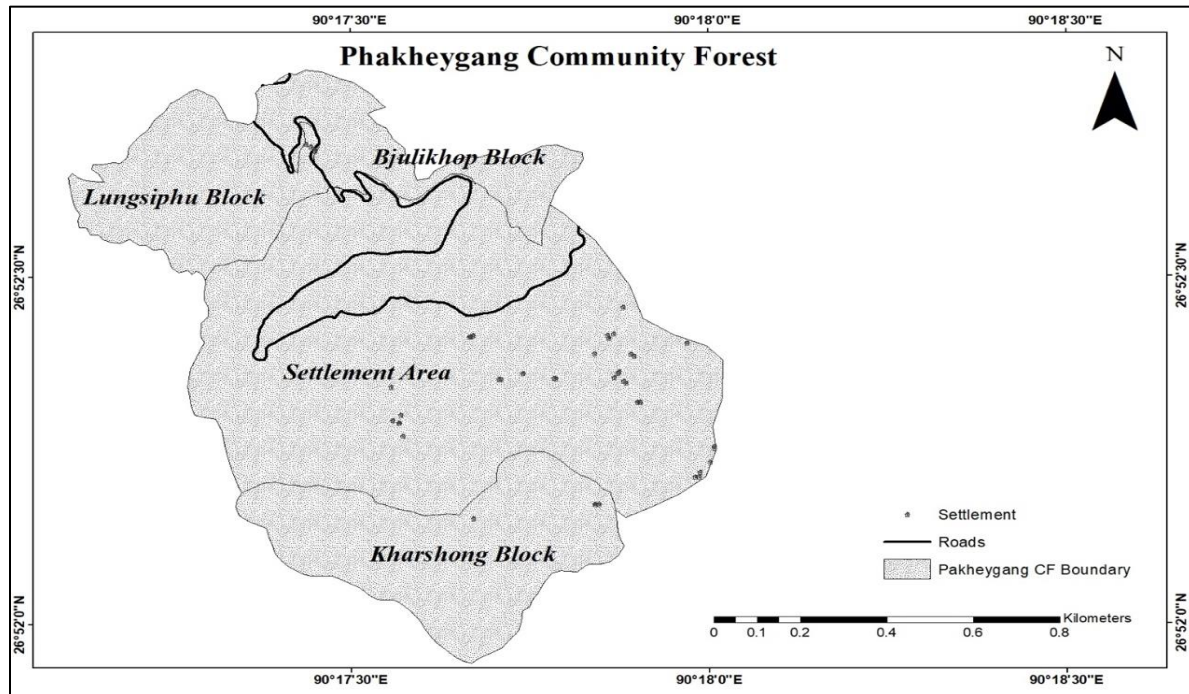 90°17'30"E 90°18'0"E 90°18'30"E
Phakheygang Community Forest
N
Bjulikhop Block
Lungsiphu Block
26°52'30"N 26°52'30"N
Settlement Area
Settlement
Roads
Kharshong Block
Pakheygang CF Boundary
Kilometers
0 0.1 0.2 0.4 0.6 0.8
26°52'0"N 26°52'0"N
90°17'30"E 90°18'0"E 90°18'30"E